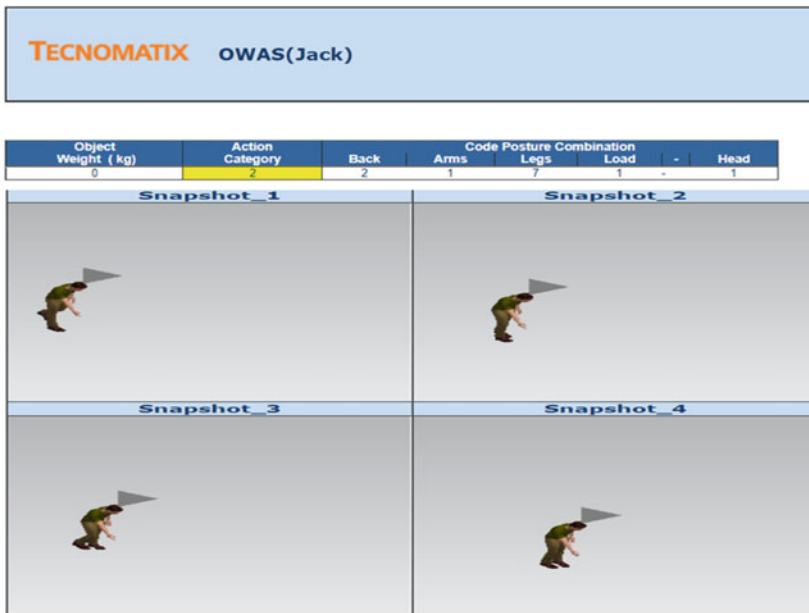 TECNOMATIX OWAS(Jack)
Object Weight (kg) Action Category Code Posture Combination
Back Arms Legs Load - Head
0 2 2 1 7 1 - 1
Snapshot_1 Snapshot_2
Snapshot_3 Snapshot_4